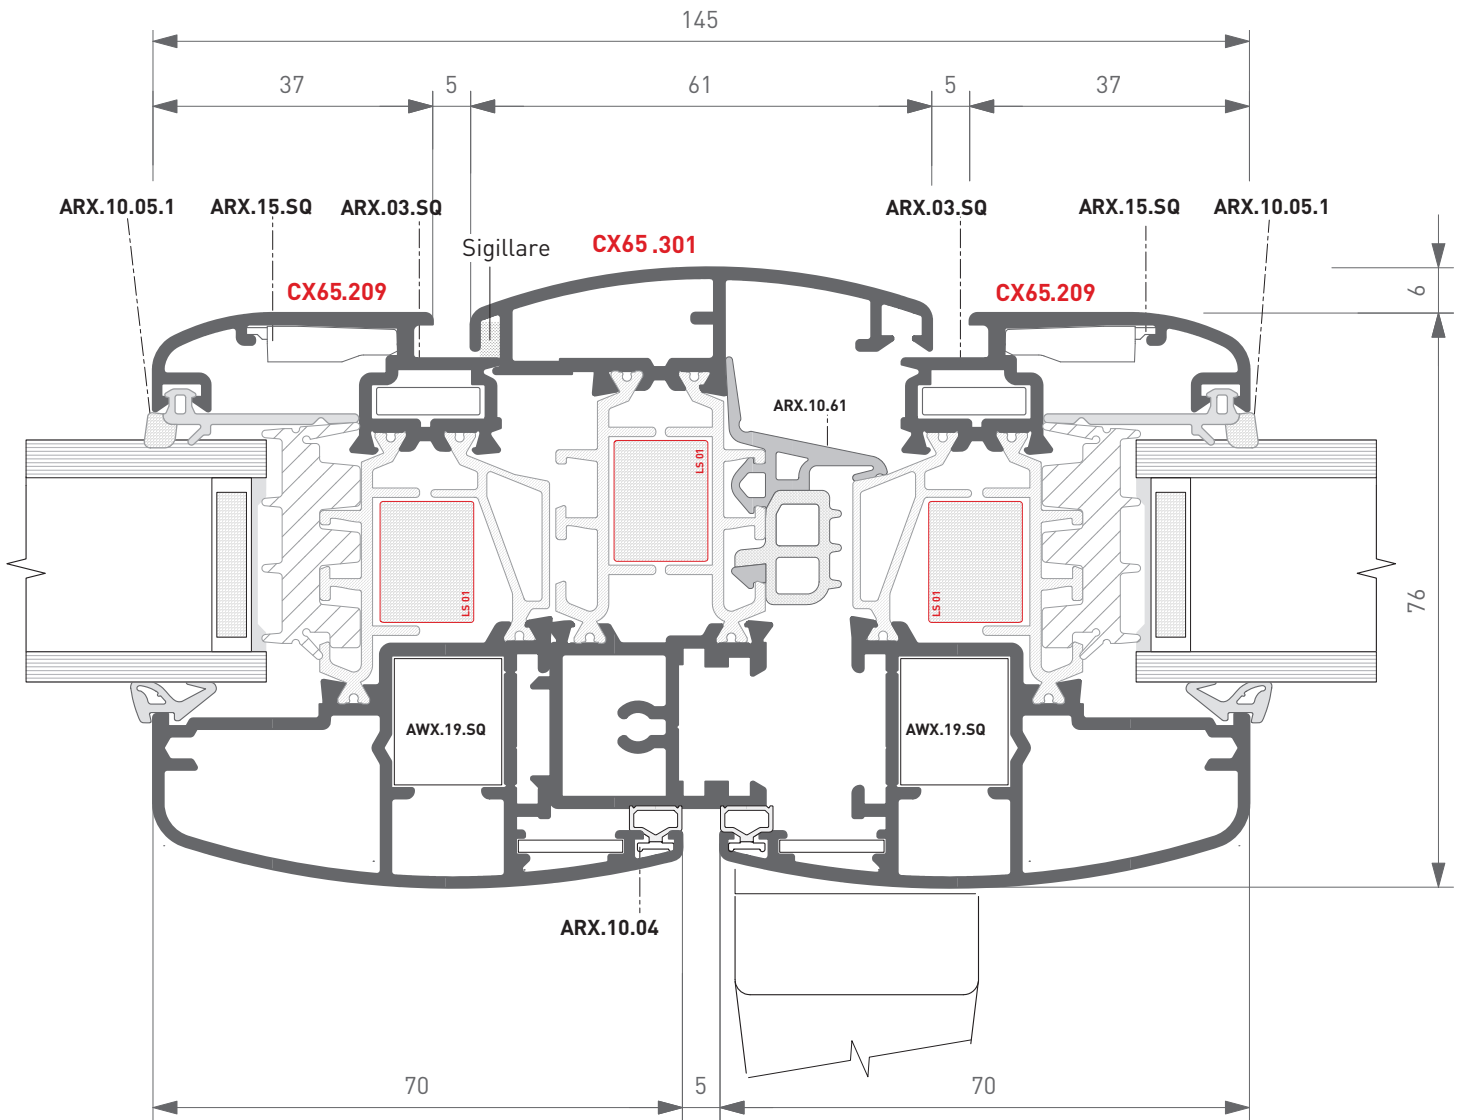 145
37 5 61 5 37
ARX.10.05.1 ARX.15.SQ ARX.03.SQ ARX.03.SQ ARX.15.SQ ARX.10.05.1
Sigillare CX65.301
CX65.209 CX65.209
6
ARX.10.61
LS 01
LS 01 LS 01
76
AWX.19.SQ AWX.19.SQ
ARX.10.04
70 5 70